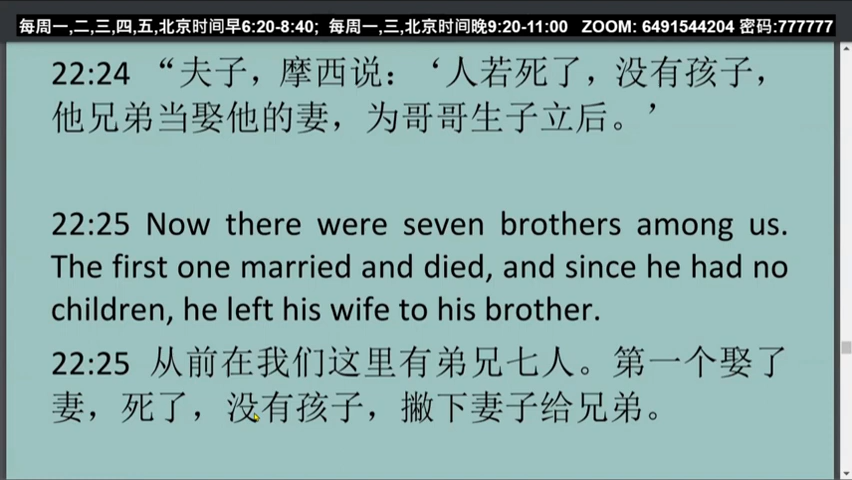 每周一,二,三,四,五,北京时间早6:20-8:40; 每周一,三,北京时间晚9:20-11:00 ZOOM: 6491544204 密码:777777
22:24 “夫子，摩西说：‘人若死了，没有孩子，
他兄弟当娶他的妻，为哥哥生子立后。’
22:25 Now there were seven brothers among us.
The first one married and died, and since he had no
children, he left his wife to his brother.
22:25 从前在我们这里有弟兄七人。第一个娶了
妻，死了，没有孩子，撇下妻子给兄弟。